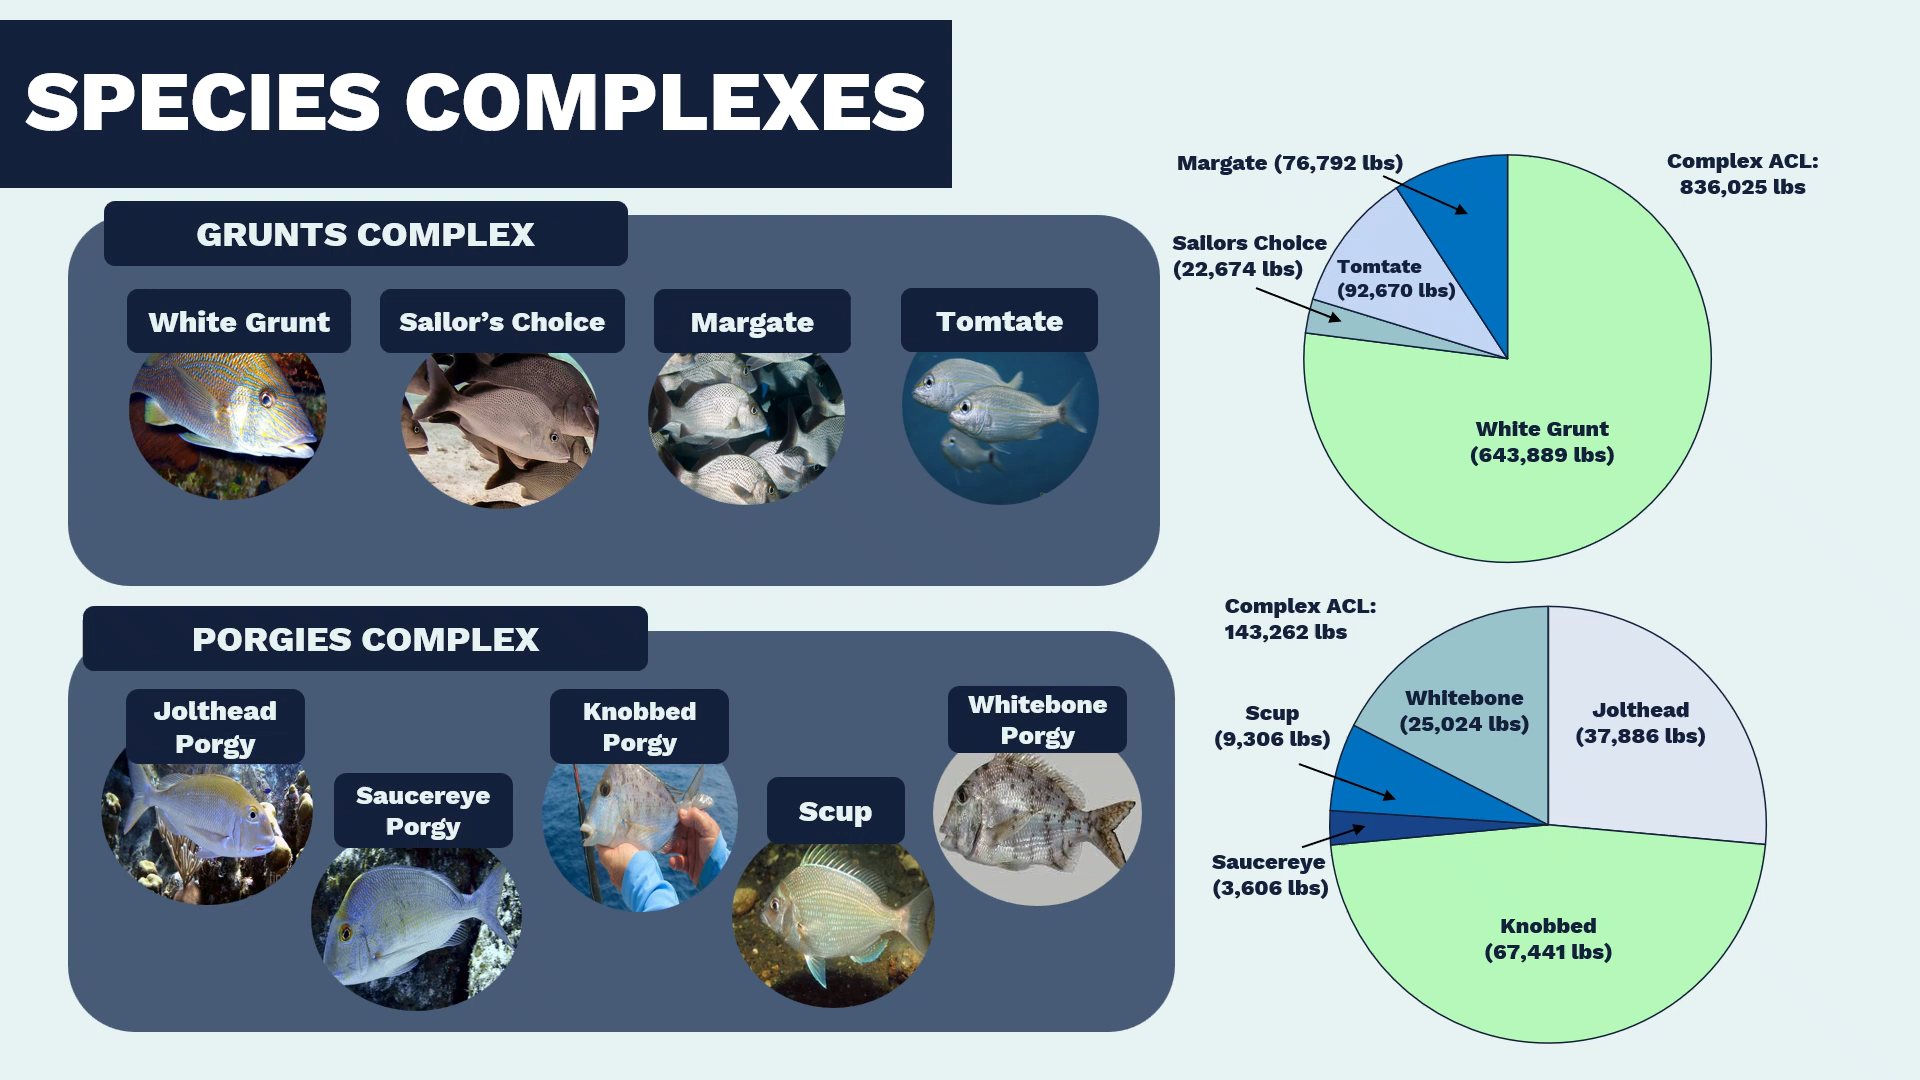 SPECIES COMPLEXES
GRUNTS COMPLEX
White Grunt
Sailor’s Choice
Margate
Tomtate
Margate (76,792 lbs)
Complex ACL:
836,025 lbs
Sailors Choice
(22,674 lbs)
Tomtate
(92,670 lbs)
White Grunt
(643,889 lbs)
PORGIES COMPLEX
Jolthead
Porgy
Saucereye
Porgy
Knobbed
Porgy
Scup
Whitebone
Porgy
Complex ACL:
143,262 lbs
Whitebone
(25,024 lbs)
Jolthead
(37,886 lbs)
Scup
(9,306 lbs)
Saucereye
(3,606 lbs)
Knobbed
(67,441 lbs)